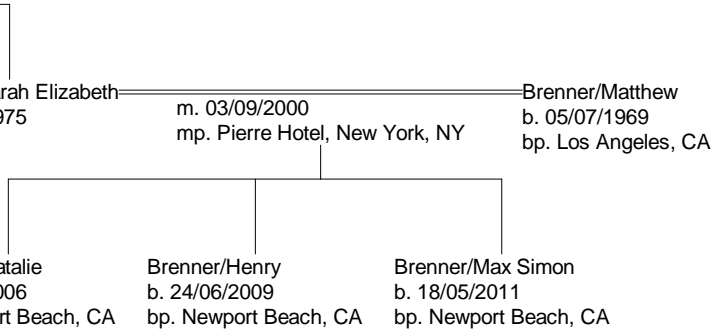 rah Elizabeth
975
m. 03/09/2000
mp. Pierre Hotel, New York, NY
Brenner/Matthew
b. 05/07/1969
bp. Los Angeles, CA
atalie
006
rt Beach, CA
Brenner/Henry
b. 24/06/2009
bp. Newport Beach, CA
Brenner/Max Simon
b. 18/05/2011
bp. Newport Beach, CA